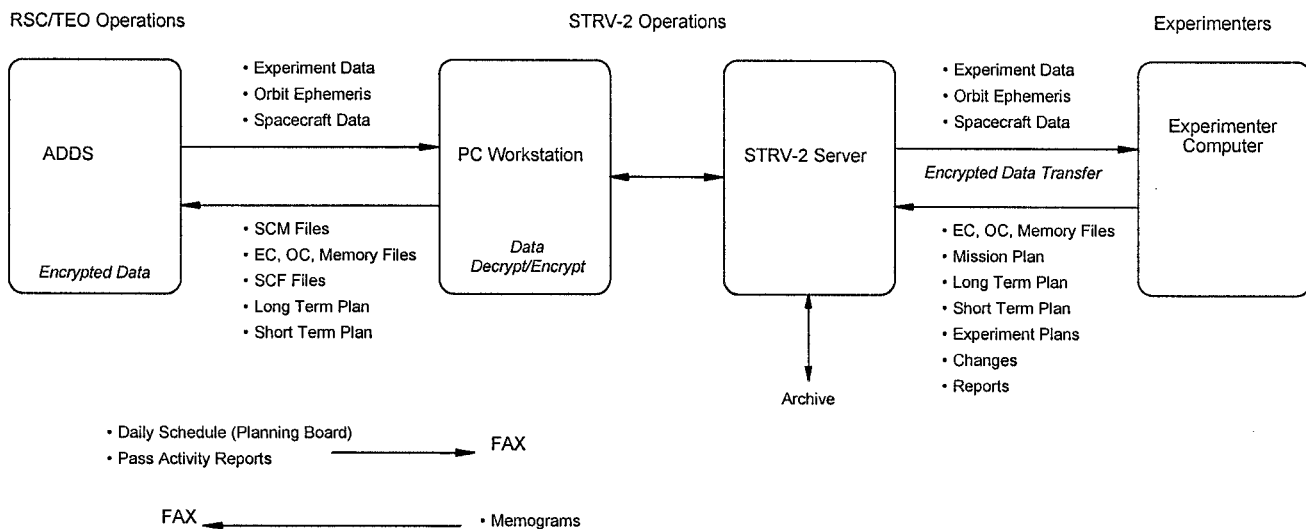 RSC/TEO Operations
STRV-2 Operations
Experimenters
• Experiment Data
• Orbit Ephemeris
• Spacecraft Data
• Experiment Data
• Orbit Ephemeris
• Spacecraft Data
ADDS
PC Workstation
STRV-2 Server
Experimenter
Computer
Encrypted Data Transfer
• SCM Files
• EC, OC, Memory Files
• SCF Files
• Long Term Plan
• Short Term Plan
Encrypted Data
Data
Decrypt/Encrypt
• EC, OC, Memory Files
• Mission Plan
• Long Term Plan
• Short Term Plan
• Experiment Plans
• Changes
• Reports
Archive
• Daily Schedule (Planning Board)
• Pass Activity Reports
FAX
FAX
• Memograms